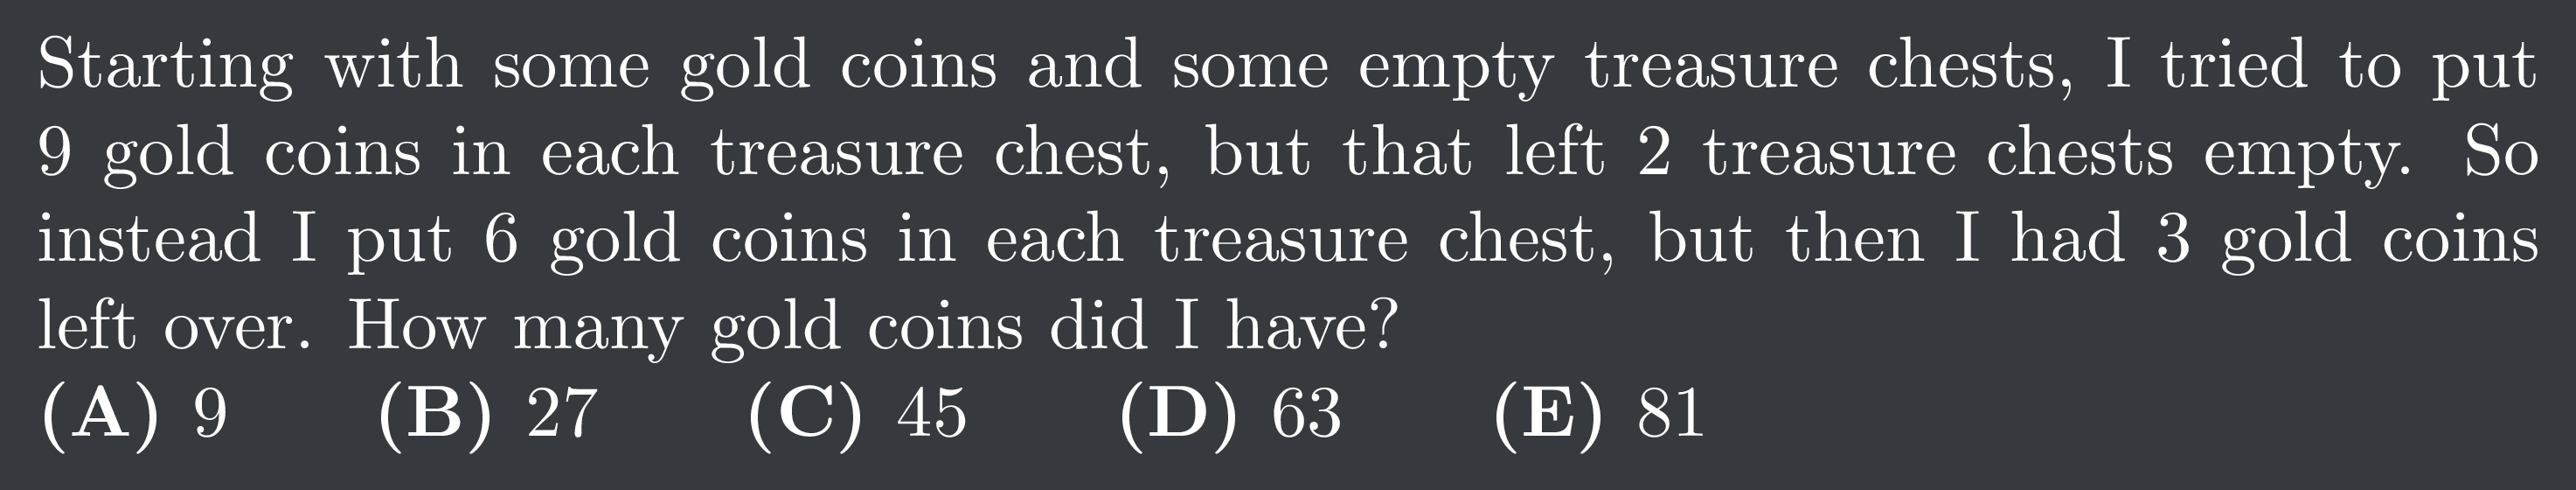 Starting with some gold coins and some empty treasure chests, I tried to put
9 gold coins in each treasure chest, but that left 2 treasure chests empty. So
instead I put 6 gold coins in each treasure chest, but then I had 3 gold coins
left over. How many gold coins did I have?
(A) 9 (B) 27 (C) 45 (D) 63 (E) 81